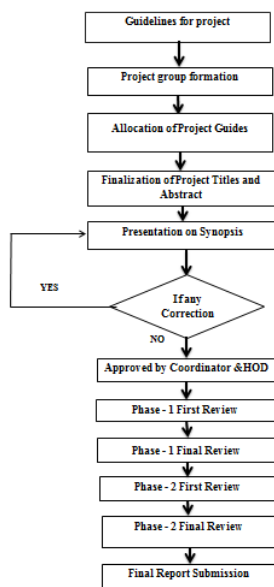 Guidelines for project
Project group formation
Allocation of Project Guides
Finalization of Project Titles and
Abstract
Presentation on Synopsis
YES
If any
Correction
NO
Approved by Coordinator &HOD
Phase - 1 First Review
Phase - 1 Final Review
Phase - 2 First Review
Phase - 2 Final Review
Final Report Submission